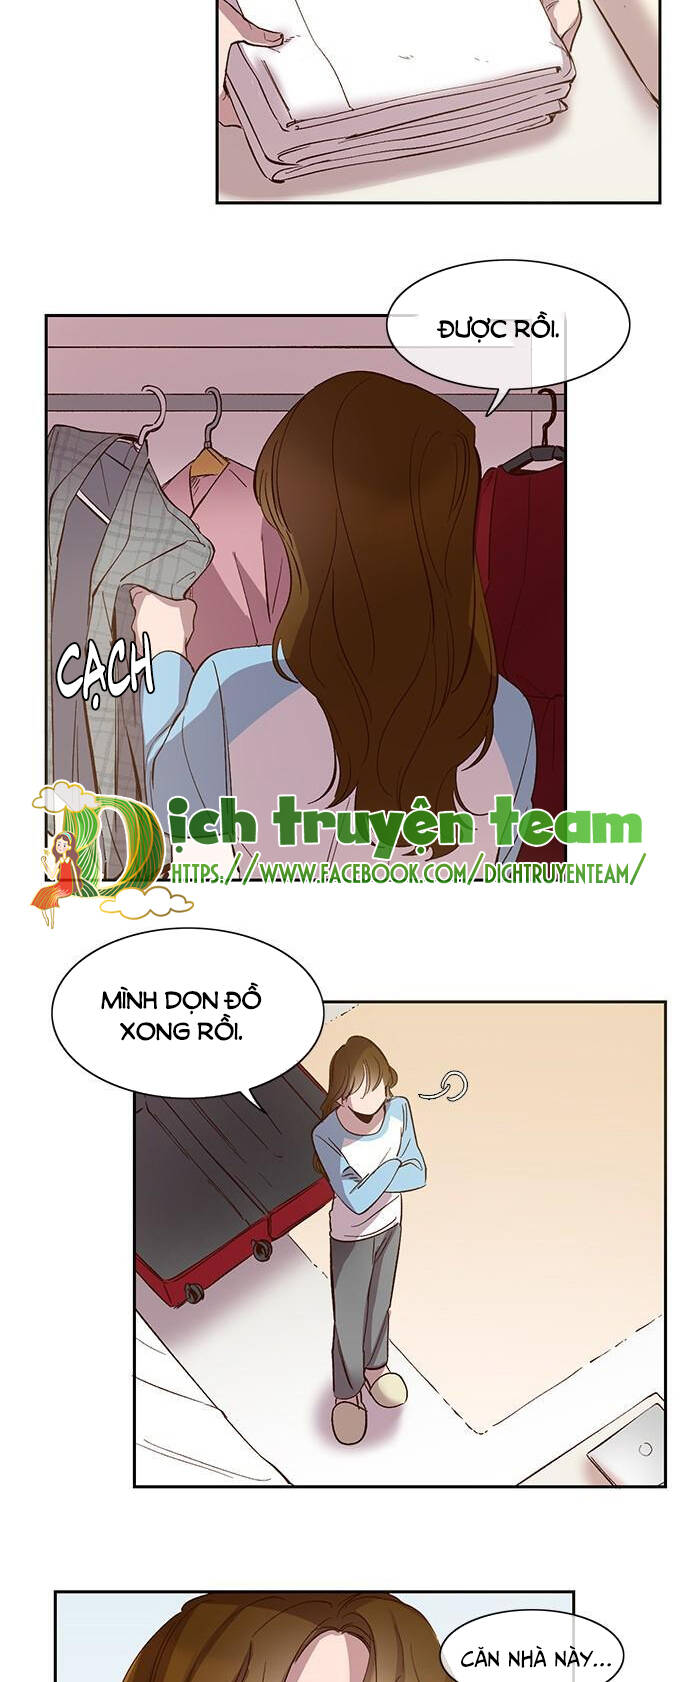 ĐƯỢC RỒI.
CẠCH
Dịch truyện team
HTTPS://WWW.FACEBOOK.COM/DICHTRUYENTEAM/
MÌNH DỌN ĐỒ
XONG RỒI.
CĂN NHÀ NÀY...